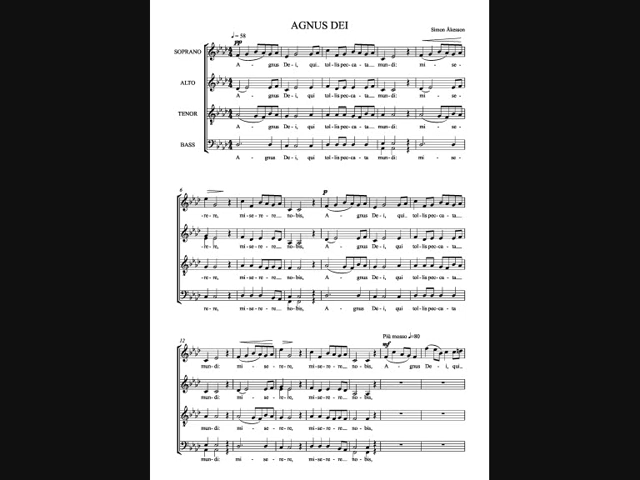 AGNUS DEI
Simon Åkesson
♩= 58
pp
SOPRANO
A - gnus De - i, qui tol - lis pec - ca - ta mun - di: mi - se -
ALTO
A - gnus De - i, qui tol - lis pec - ca - ta mun - di: mi - se -
TENOR
A - gnus De - i, qui tol - lis pec - ca - ta mun - di: mi - se -
BASS
A - gnus De - i, qui tol - lis pec - ca - ta mun - di: mi - se -
6
p
re - re, mi - se - re - re no - bis, A - gnus De - i, qui tol - lis pec - ca - ta
re - re, mi - se - re - re no - bis, A - gnus De - i, qui tol - lis pec - ca - ta
re - re, mi - se - re - re no - bis, A - gnus De - i, qui tol - lis pec - ca - ta
re - re, mi - se - re - re no - bis, A - gnus De - i, qui tol - lis pec - ca - ta
12
Più mosso ♩=80
mf
mun - di: mi - se - re - re, mi - se - re - re no - bis, A - gnus De - i, qui
mun - di: mi - se - re - re, mi - se - re - re no - bis,
mun - di: mi - se - re - re, mi - se - re - re no - bis,
mun - di: mi - se - re - re, mi - se - re - re no - bis,